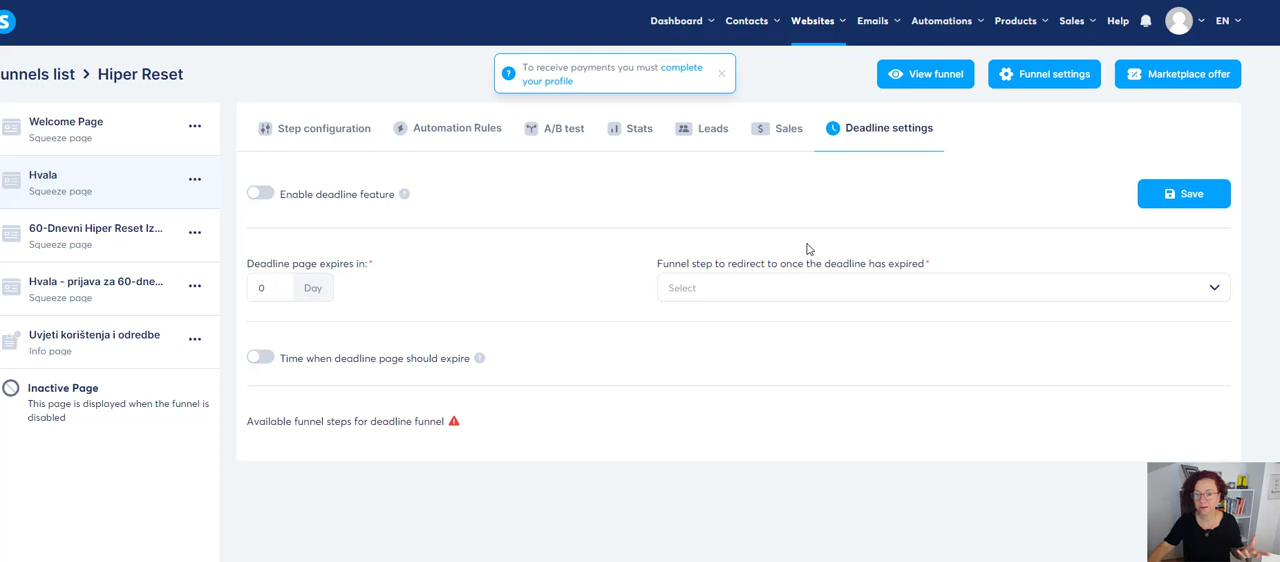 S
Dashboard
Contacts
Websites
Emails
Automations
Products
Sales
Help
EN
unnels list > Hiper Reset
To receive payments you must complete
your profile
View funnel
Funnel settings
Marketplace offer
Welcome Page
Squeeze page
Hvala
Squeeze page
60-Dnevni Hiper Reset Iz...
Squeeze page
Hvala - prijava za 60-dne...
Squeeze page
Uvjeti korištenja i odredbe
Info page
Inactive Page
This page is displayed when the funnel is
disabled
Step configuration
Automation Rules
A/B test
Stats
Leads
Sales
Deadline settings
Enable deadline feature
Save
Deadline page expires in:*
0 Day
Funnel step to redirect to once the deadline has expired*
Select
Time when deadline page should expire
Available funnel steps for deadline funnel